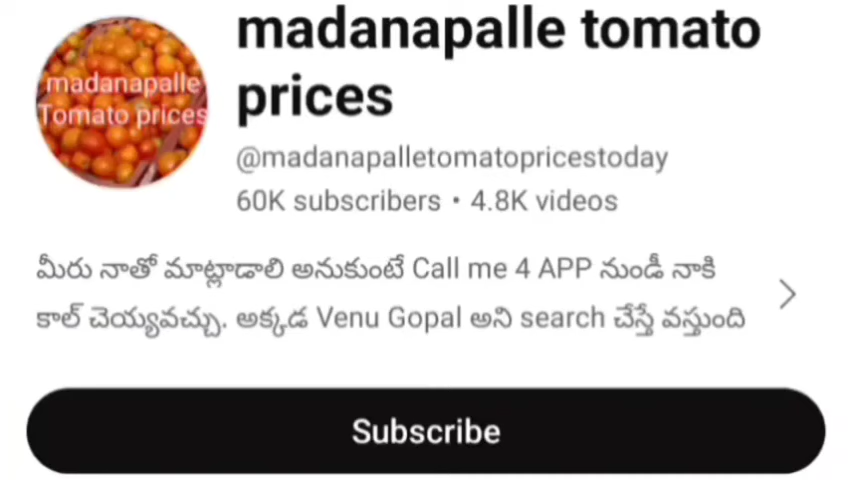 madanapalle tomato
prices
madanapalle
Tomato prices
@madanapalletomatopricestoday
60K subscribers • 4.8K videos
మీరు నాతో మాట్లాడాలి అనుకుంటే Call me 4 APP నుండీ నాకి
కాల్ చెయ్యవచ్చు. అక్కడ Venu Gopal అని search చేస్తే వస్తుంది
Subscribe